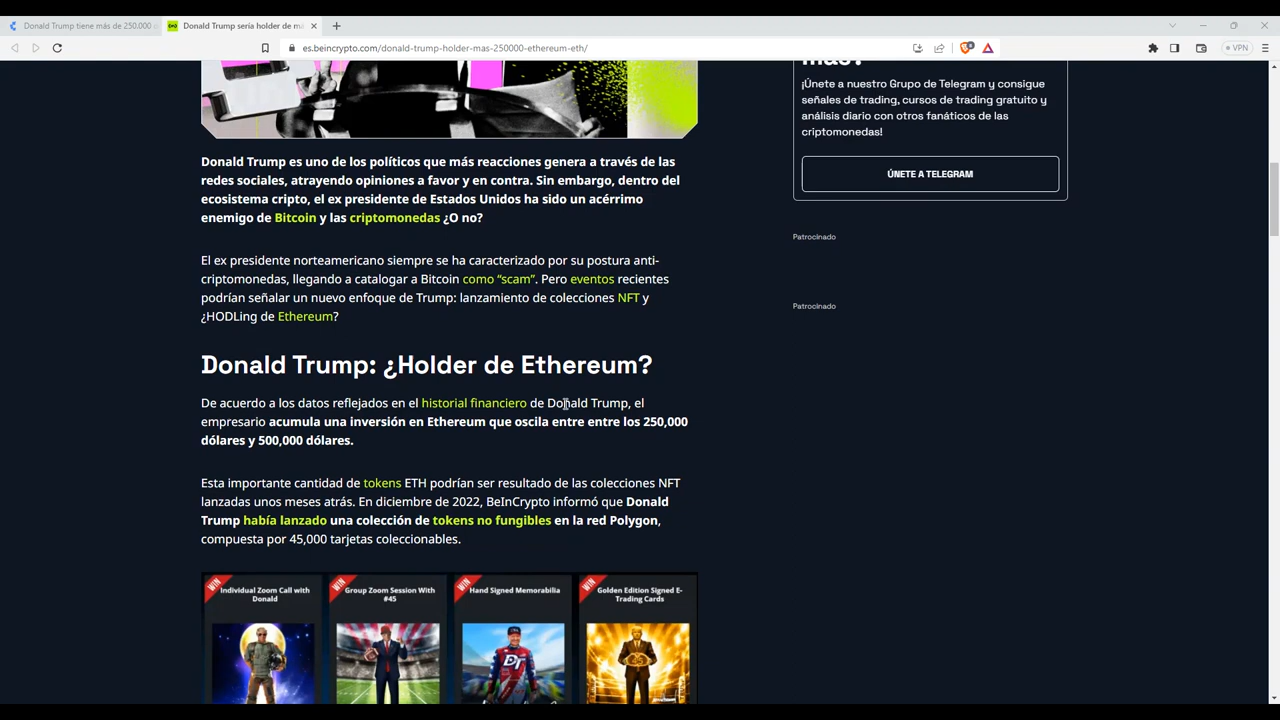 Donald Trump tiene más de 250.000
Donald Trump sería holder de m
es.beincrypto.com/donald-trump-holder-mas-250000-ethereum-eth/
VPN
más?
¡Únete a nuestro Grupo de Telegram y consigue
señales de trading, cursos de trading gratuito y
análisis diario con otros fanáticos de las
criptomonedas!
ÚNETE A TELEGRAM
Patrocinado
Patrocinado
Donald Trump es uno de los políticos que más reacciones genera a través de las
redes sociales, atrayendo opiniones a favor y en contra. Sin embargo, dentro del
ecosistema cripto, el ex presidente de Estados Unidos ha sido un acérrimo
enemigo de Bitcoin y las criptomonedas ¿O no?
El ex presidente norteamericano siempre se ha caracterizado por su postura anti-
criptomonedas, llegando a catalogar a Bitcoin como “scam”. Pero eventos recientes
podrían señalar un nuevo enfoque de Trump: lanzamiento de colecciones NFT y
¿HODLing de Ethereum?
Donald Trump: ¿Holder de Ethereum?
De acuerdo a los datos reflejados en el historial financiero de Donald Trump, el
empresario acumula una inversión en Ethereum que oscila entre entre los 250,000
dólares y 500,000 dólares.
Esta importante cantidad de tokens ETH podrían ser resultado de las colecciones NFT
lanzadas unos meses atrás. En diciembre de 2022, BeInCrypto informó que Donald
Trump había lanzado una colección de tokens no fungibles en la red Polygon,
compuesta por 45,000 tarjetas coleccionables.
WIN
Individual Zoom Call with
Donald
WIN
Group Zoom Session With
#45
WIN
Hand Signed Memorabilia
DT
WIN
Golden Edition Signed E-
Trading Cards